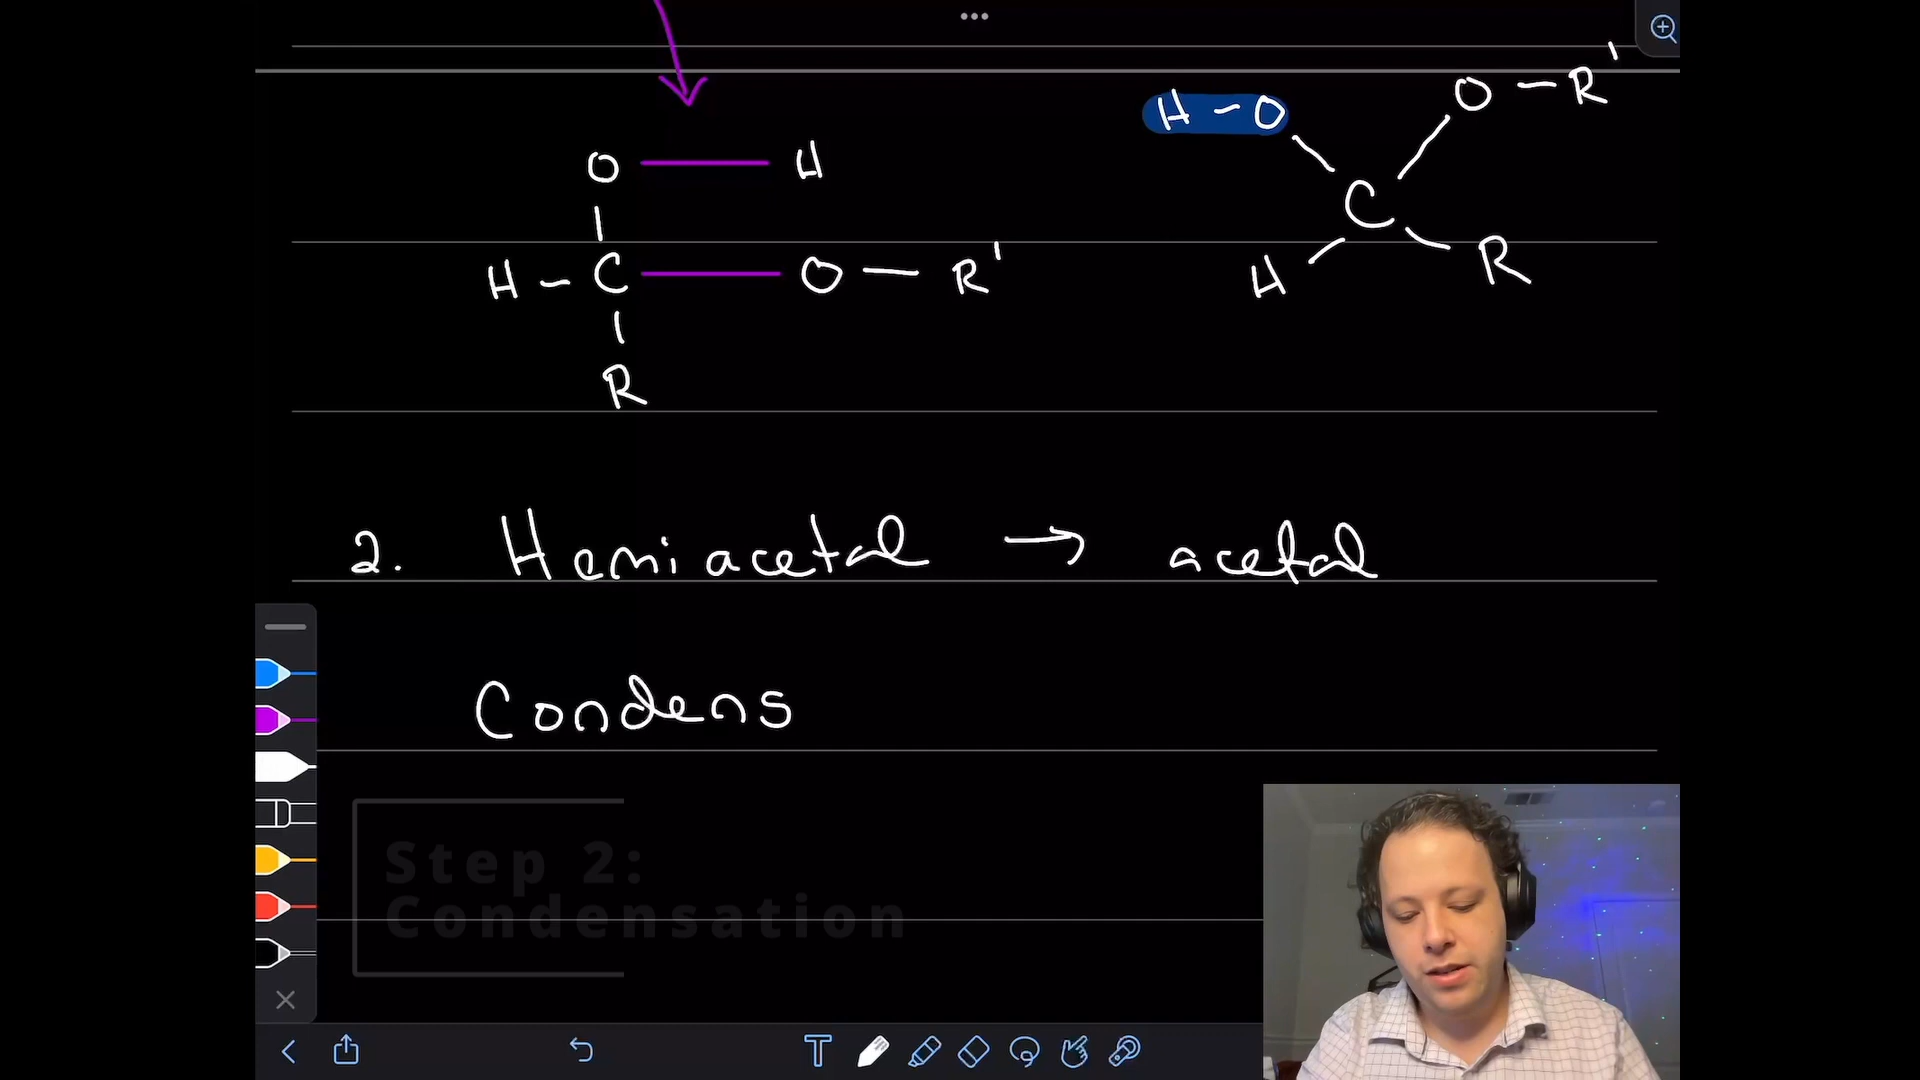 H - O
O - R'
O — H
C
H - C — O — R'
H
R
R
2. Hemiacetal → acetal
Condens
Step 2:
Condensation
T